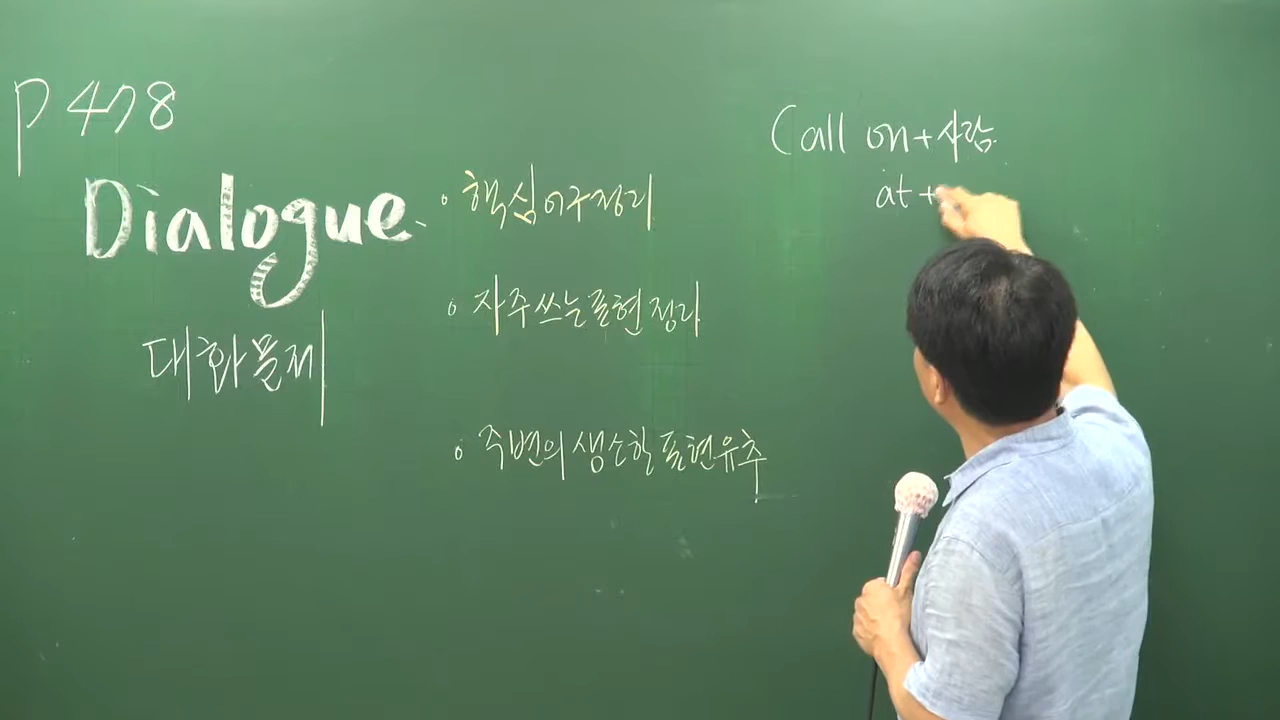 P 478
Dialogue.
대화문제
• 핵심어구정리
• 자주쓰는표현정리
• 주변의생소한표현유추
Call on + 사람.
at +